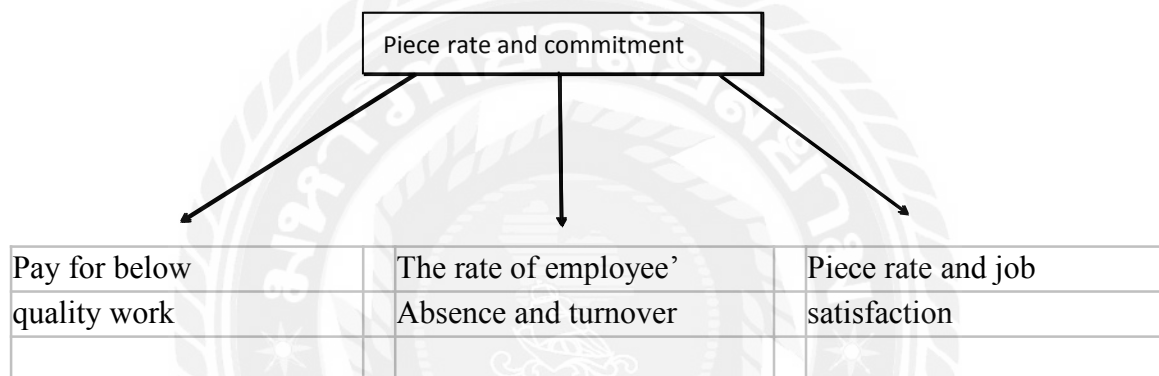 Piece rate and commitment
Pay for below
The rate of employee’
Piece rate and job
quality work
Absence and turnover
satisfaction